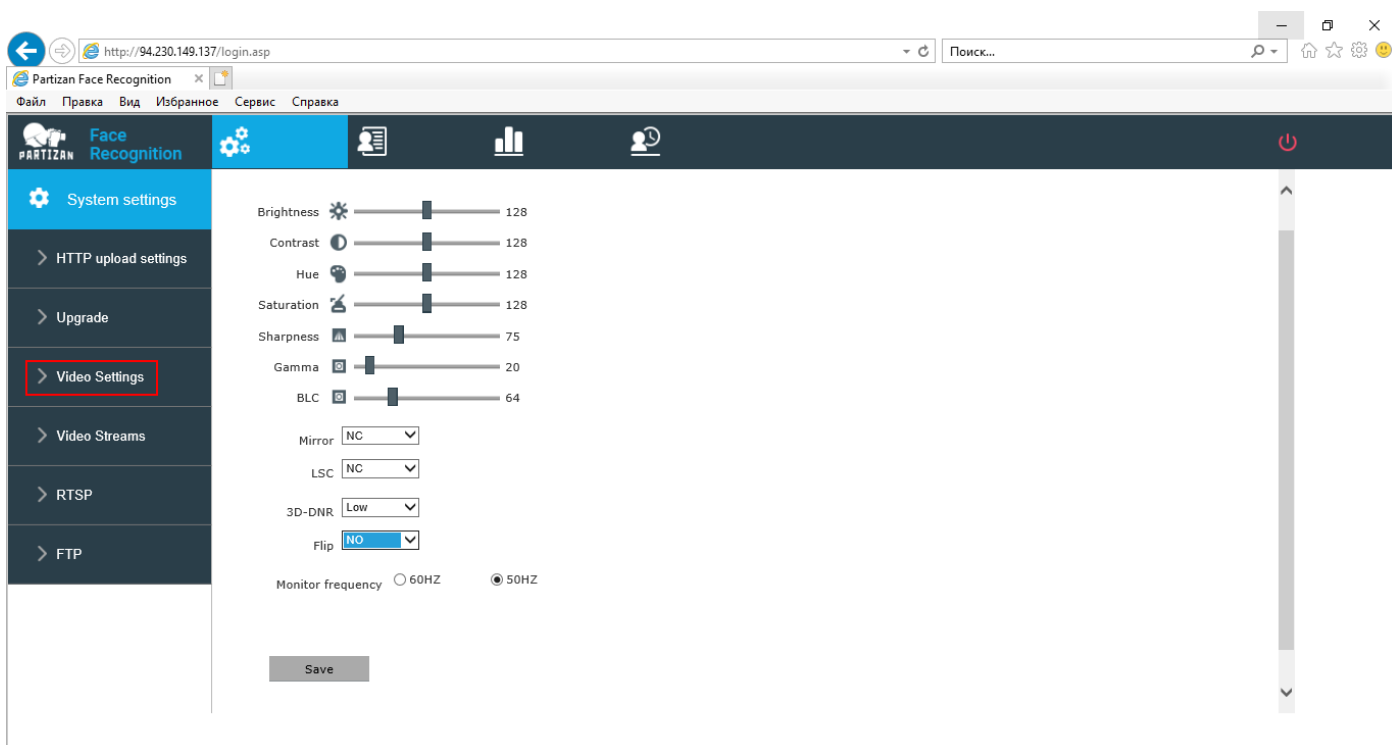 http://94.230.149.137/login.asp
Поиск...
Partizan Face Recognition
Файл Правка Вид Избранное Сервис Справка
PARTIZAN
Face
Recognition
System settings
HTTP upload settings
Upgrade
Video Settings
Video Streams
RTSP
FTP
Brightness 128
Contrast 128
Hue 128
Saturation 128
Sharpness 75
Gamma 20
BLC 64
Mirror NC
LSC NC
3D-DNR Low
Flip NO
Monitor frequency 60HZ 50HZ
Save